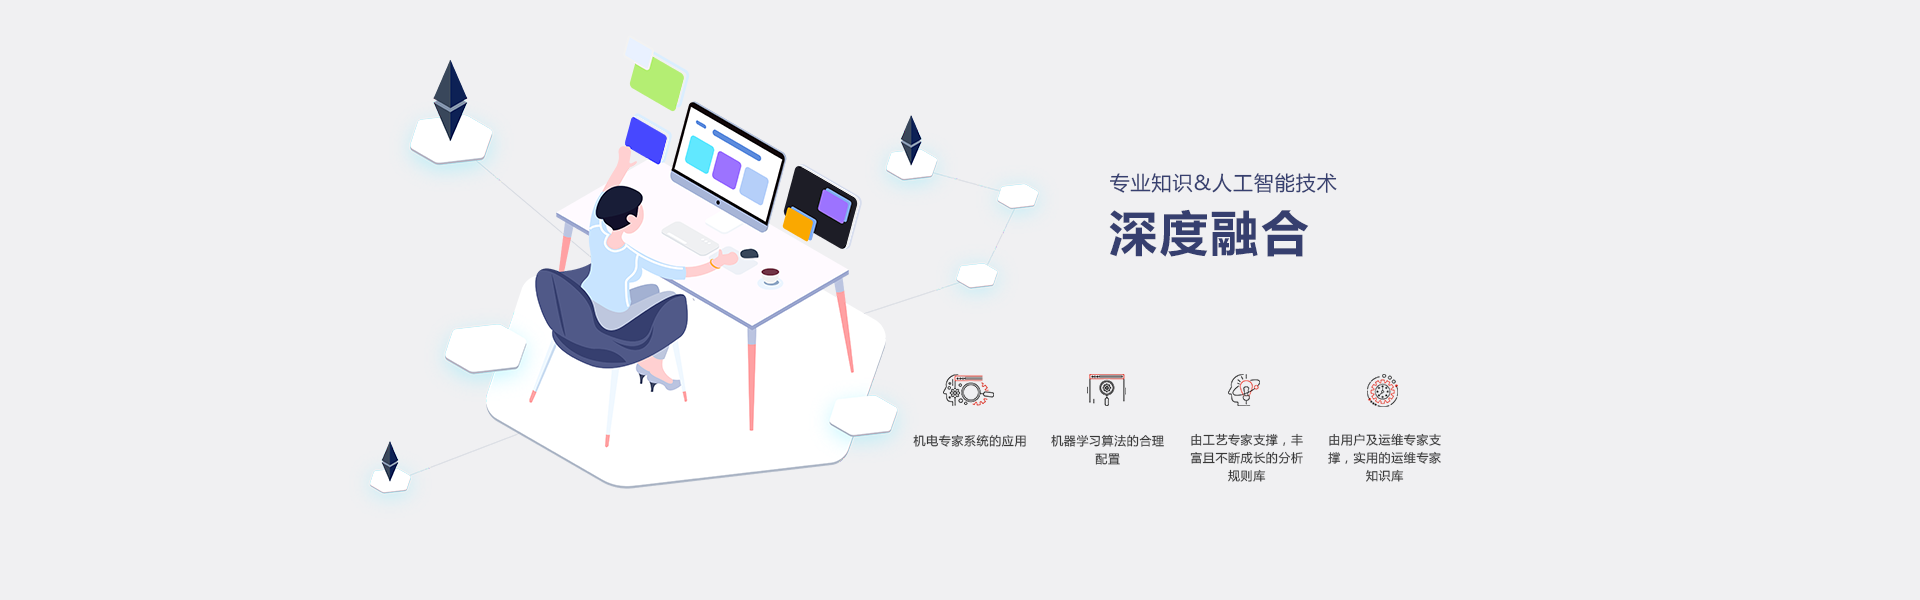 专业知识&人工智能技术
深度融合
机电专家系统的应用
机器学习算法的合理
配置
由工艺专家支撑，丰
富且不断成长的分析
规则库
由用户及运维专家支
撑，实用的运维专家
知识库